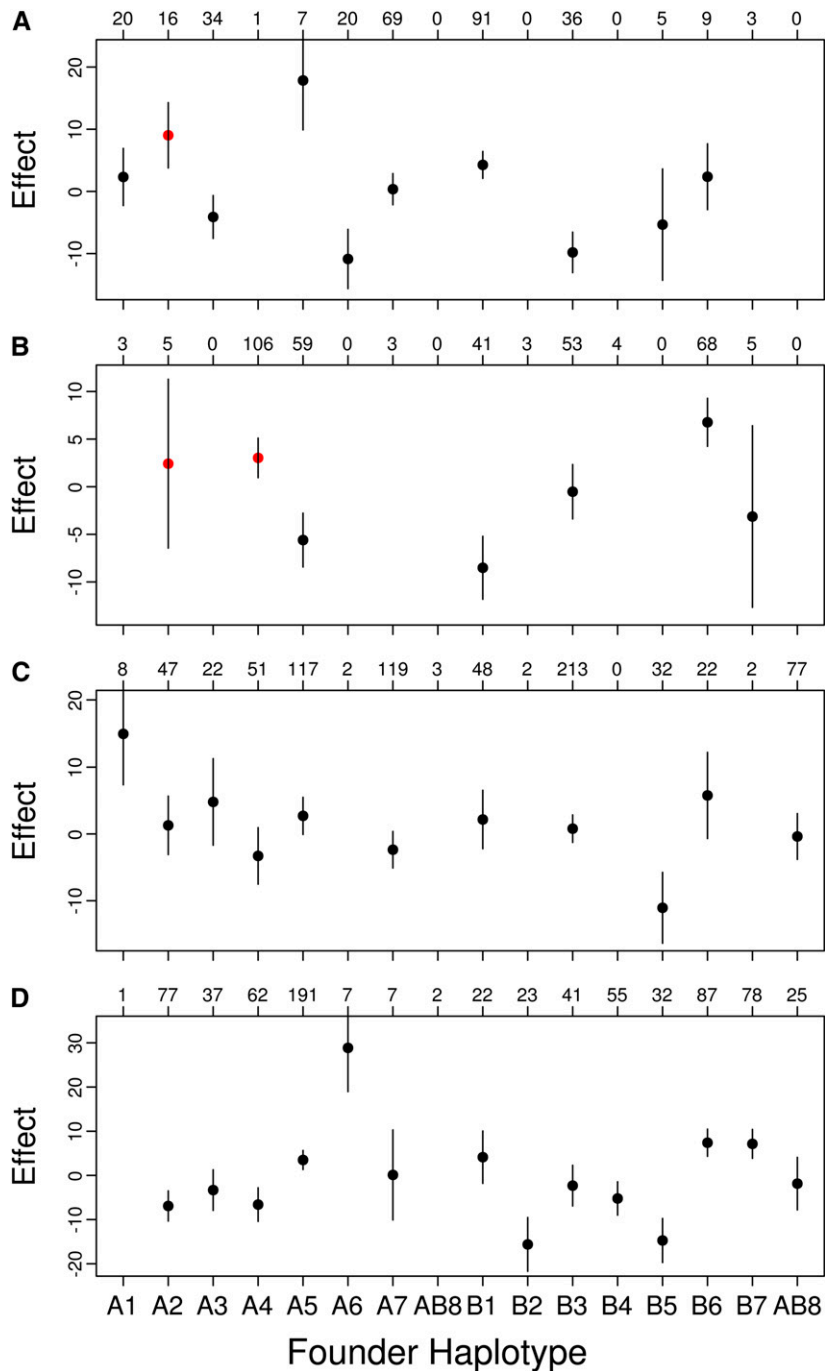 A 20 16 34 1 7 20 69 0 91 0 36 0 5 9 3 0
Effect
20
10
0
-10
B 3 5 0 106 59 0 3 0 41 3 53 4 0 68 5 0
Effect
10
5
0
-5
-10
C 8 47 22 51 117 2 119 3 48 2 213 0 32 22 2 77
Effect
20
10
0
-10
D 1 77 37 62 191 7 7 2 22 23 41 55 32 87 78 25
Effect
30
20
10
0
-10
-20
A1 A2 A3 A4 A5 A6 A7 AB8 B1 B2 B3 B4 B5 B6 B7 AB8
Founder Haplotype